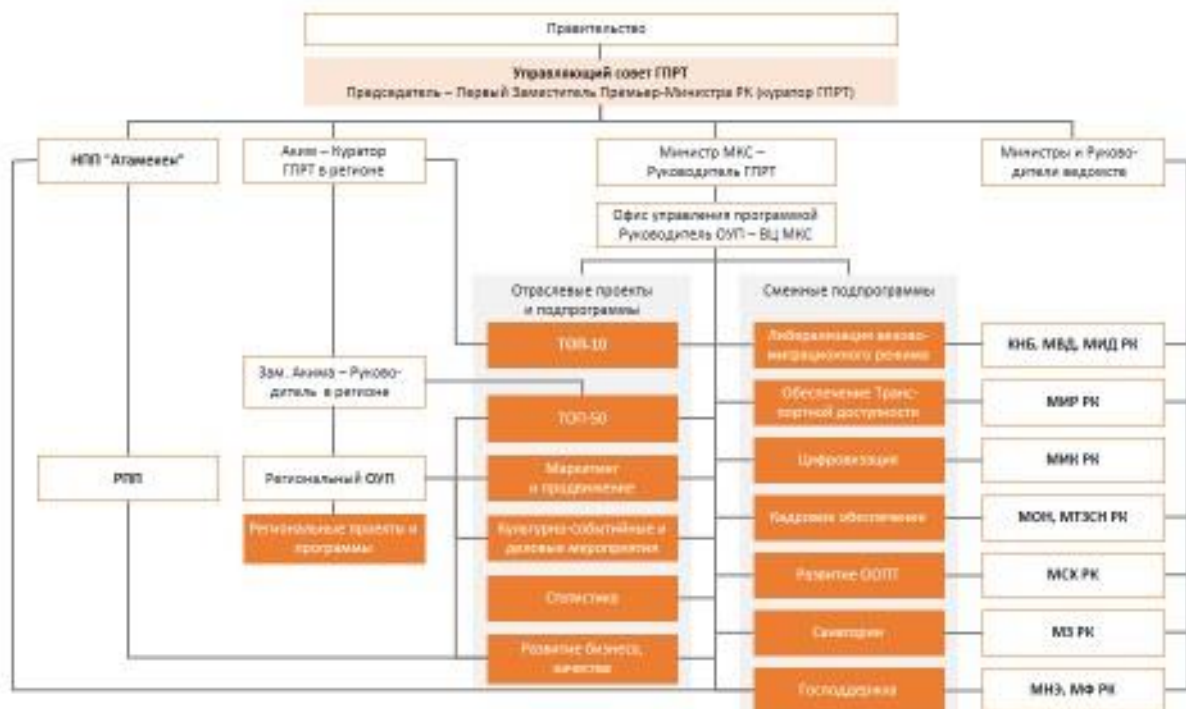 Правительство
Управляющий совет ГПРТ
Председатель – Первый Заместитель Премьер-Министра РК (куратор ГПРТ)
НПП "Атамекен"
Аким – Куратор
ГПРТ в регионе
Министр МКС –
Руководитель ГПРТ
Министры и Руково-
дители ведомств
Офис управления программой
Руководитель ОУП – ВЦ МКС
Отраслевые проекты
и подпрограммы
Смежные подпрограммы
ТОП-10
Либерализация визово-
миграционного режима
КНБ, МВД, МИД РК
Зам. Акима – Руково-
дитель в регионе
ТОП-50
Обеспечение Транс-
портной доступности
МИР РК
РПП
Региональный ОУП
Маркетинг
и продвижение
Цифровизация
МИК РК
Региональные проекты и
программы
Культурно-событийные и
деловые мероприятия
Кадровое обеспечение
МОН, МТЗСН РК
Статистика
Развитие ООПТ
МСХ РК
Развитие бизнеса,
качества
Санатории
МЗ РК
Господдержка
МНЭ, МФ РК